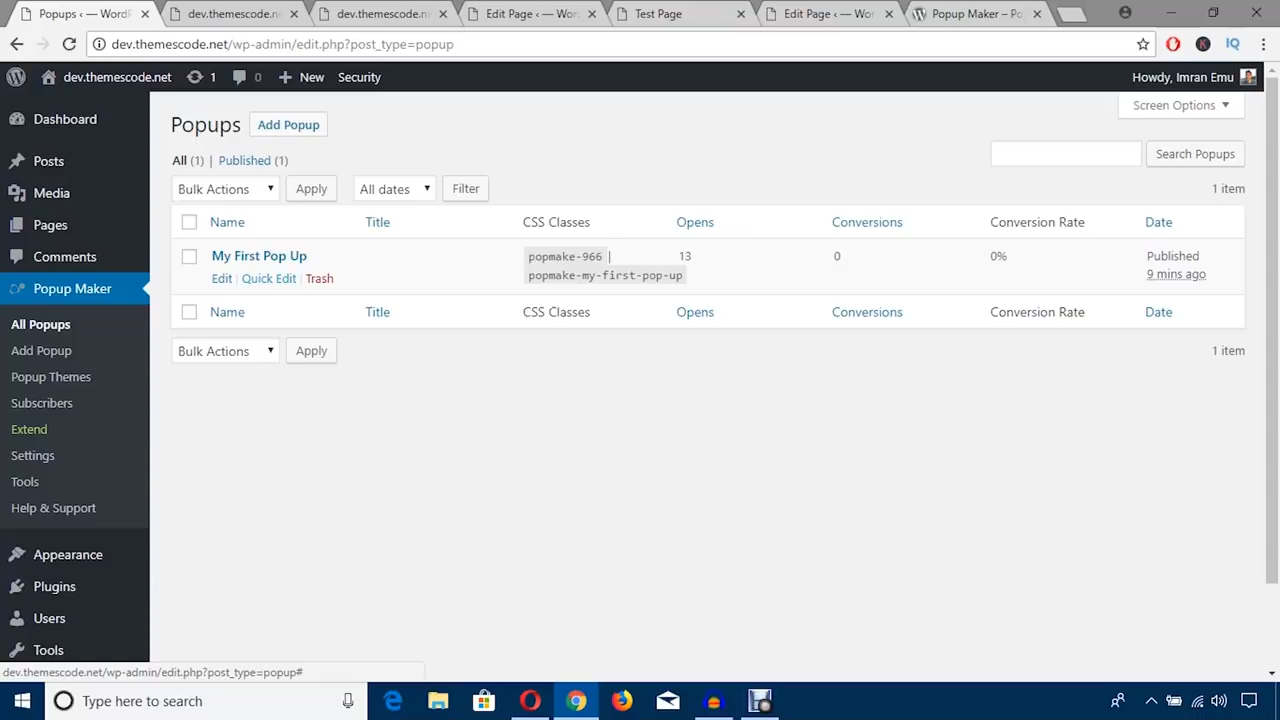 Popups ‹ — WordPr
dev.themescode.ne
dev.themescode.ne
Edit Page ‹ — Wor
Test Page
Edit Page ‹ — Wor
Popup Maker – Po
dev.themescode.net/wp-admin/edit.php?post_type=popup
dev.themescode.net 1 0 New Security Howdy, Imran Emu
Screen Options
Dashboard
Posts
Media
Pages
Comments
Popup Maker
All Popups
Add Popup
Popup Themes
Subscribers
Extend
Settings
Tools
Help & Support
Appearance
Plugins
Users
Tools
Popups Add Popup
All (1) | Published (1)
Search Popups
Bulk Actions Apply All dates Filter 1 item
Name Title CSS Classes Opens Conversions Conversion Rate Date
My First Pop Up popmake-966 | 13 0 0% Published
Edit | Quick Edit | Trash popmake-my-first-pop-up 9 mins ago
Name Title CSS Classes Opens Conversions Conversion Rate Date
Bulk Actions Apply 1 item
dev.themescode.net/wp-admin/edit.php?post_type=popup#
Type here to search